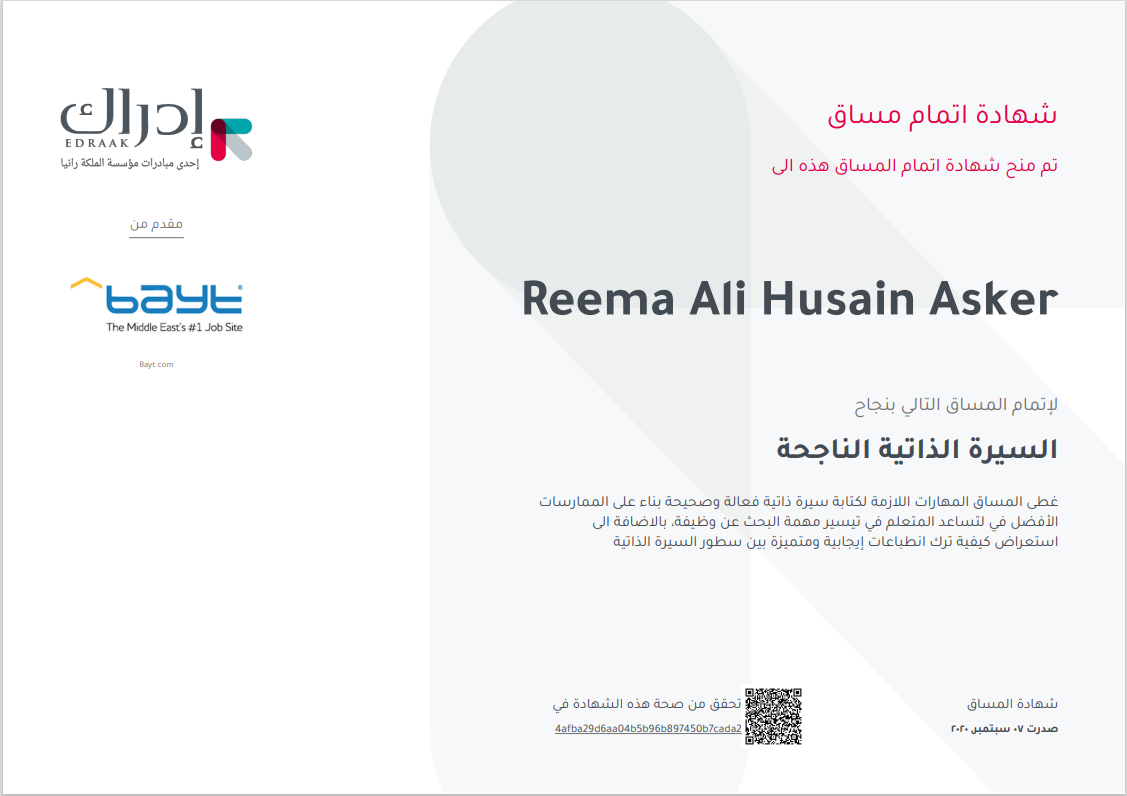 شهادة اتمام مساق
تم منح شهادة اتمام المساق هذه الى
إدراك
EDRAAK
إحدى مبادرات مؤسسة الملكة رانيا
مقدم من
bayt®
The Middle East's #1 Job Site
Bayt.com
Reema Ali Husain Asker
لإتمام المساق التالي بنجاح
السيرة الذاتية الناجحة
غطى المساق المهارات اللازمة لكتابة سيرة ذاتية فعالة وصحيحة بناء على الممارسات
الأفضل في لتساعد المتعلم في تيسير مهمة البحث عن وظيفة، بالاضافة الى
استعراض كيفية ترك انطباعات إيجابية ومتميزة بين سطور السيرة الذاتية
شهادة المساق
صدرت ٠٧ سبتمبر, ٢٠٢٠
تحقق من صحة هذه الشهادة في
4afba29d6aa04b5b96b897450b7cada2